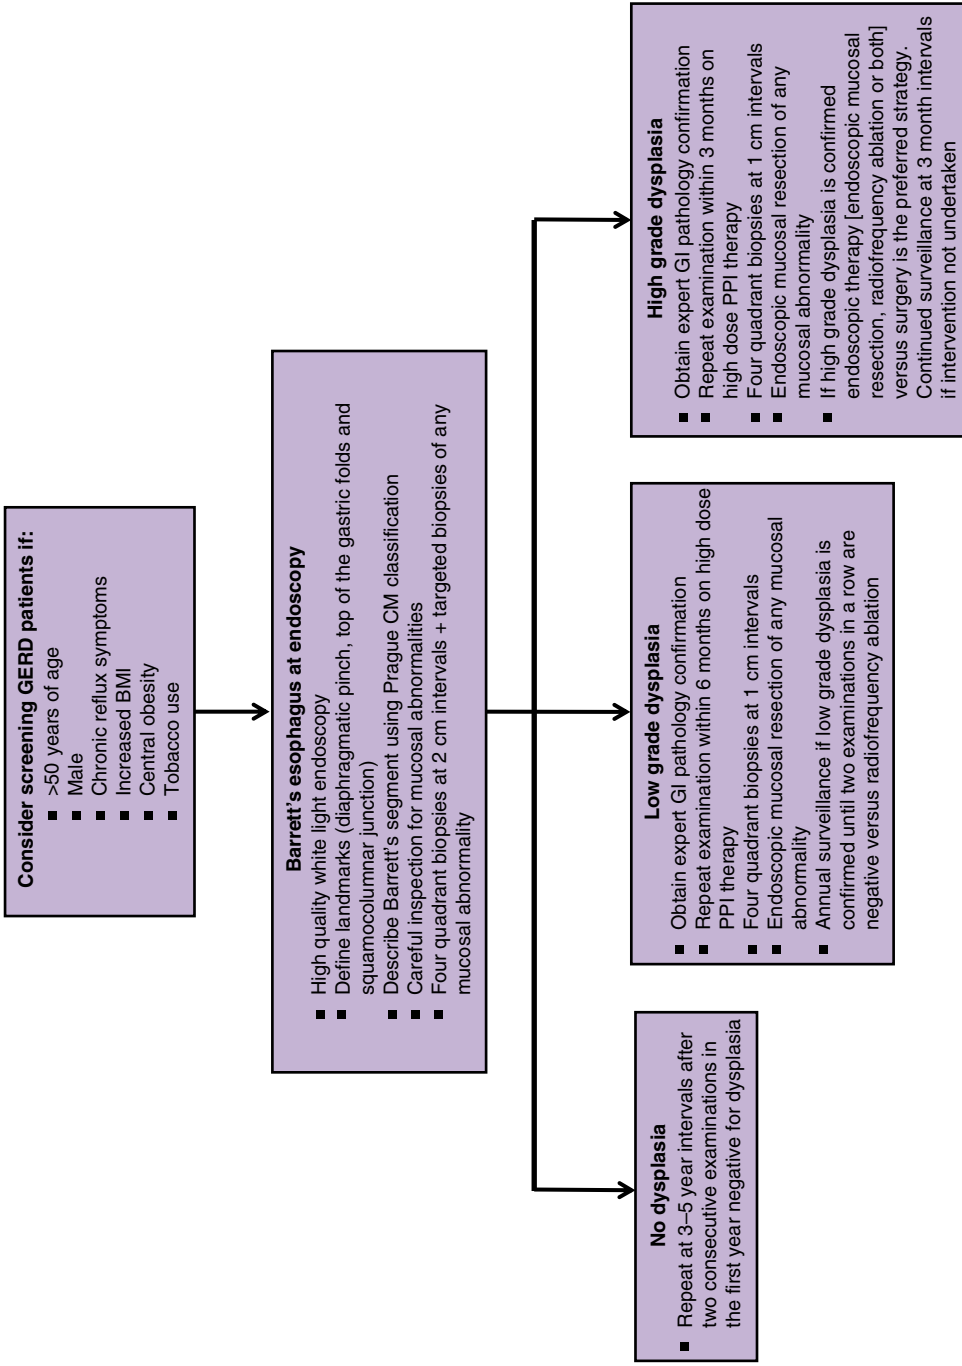 Consider screening GERD patients if:
■ >50 years of age
■ Male
■ Chronic reflux symptoms
■ Increased BMI
■ Central obesity
■ Tobacco use
Barrett's esophagus at endoscopy
■ High quality white light endoscopy
■ Define landmarks (diaphragmatic pinch, top of the gastric folds and
squamocolumnar junction)
■ Describe Barrett's segment using Prague CM classification
■ Careful inspection for mucosal abnormalities
■ Four quadrant biopsies at 2 cm intervals + targeted biopsies of any
mucosal abnormality
No dysplasia
■ Repeat at 3–5 year intervals after
two consecutive examinations in
the first year negative for dysplasia
Low grade dysplasia
■ Obtain expert GI pathology confirmation
■ Repeat examination within 6 months on high dose
PPI therapy
■ Four quadrant biopsies at 1 cm intervals
■ Endoscopic mucosal resection of any mucosal
abnormality
■ Annual surveillance if low grade dysplasia is
confirmed until two examinations in a row are
negative versus radiofrequency ablation
High grade dysplasia
■ Obtain expert GI pathology confirmation
■ Repeat examination within 3 months on
high dose PPI therapy
■ Four quadrant biopsies at 1 cm intervals
■ Endoscopic mucosal resection of any
mucosal abnormality
■ If high grade dysplasia is confirmed
endoscopic therapy [endoscopic mucosal
resection, radiofrequency ablation or both]
versus surgery is the preferred strategy.
Continued surveillance at 3 month intervals
if intervention not undertaken